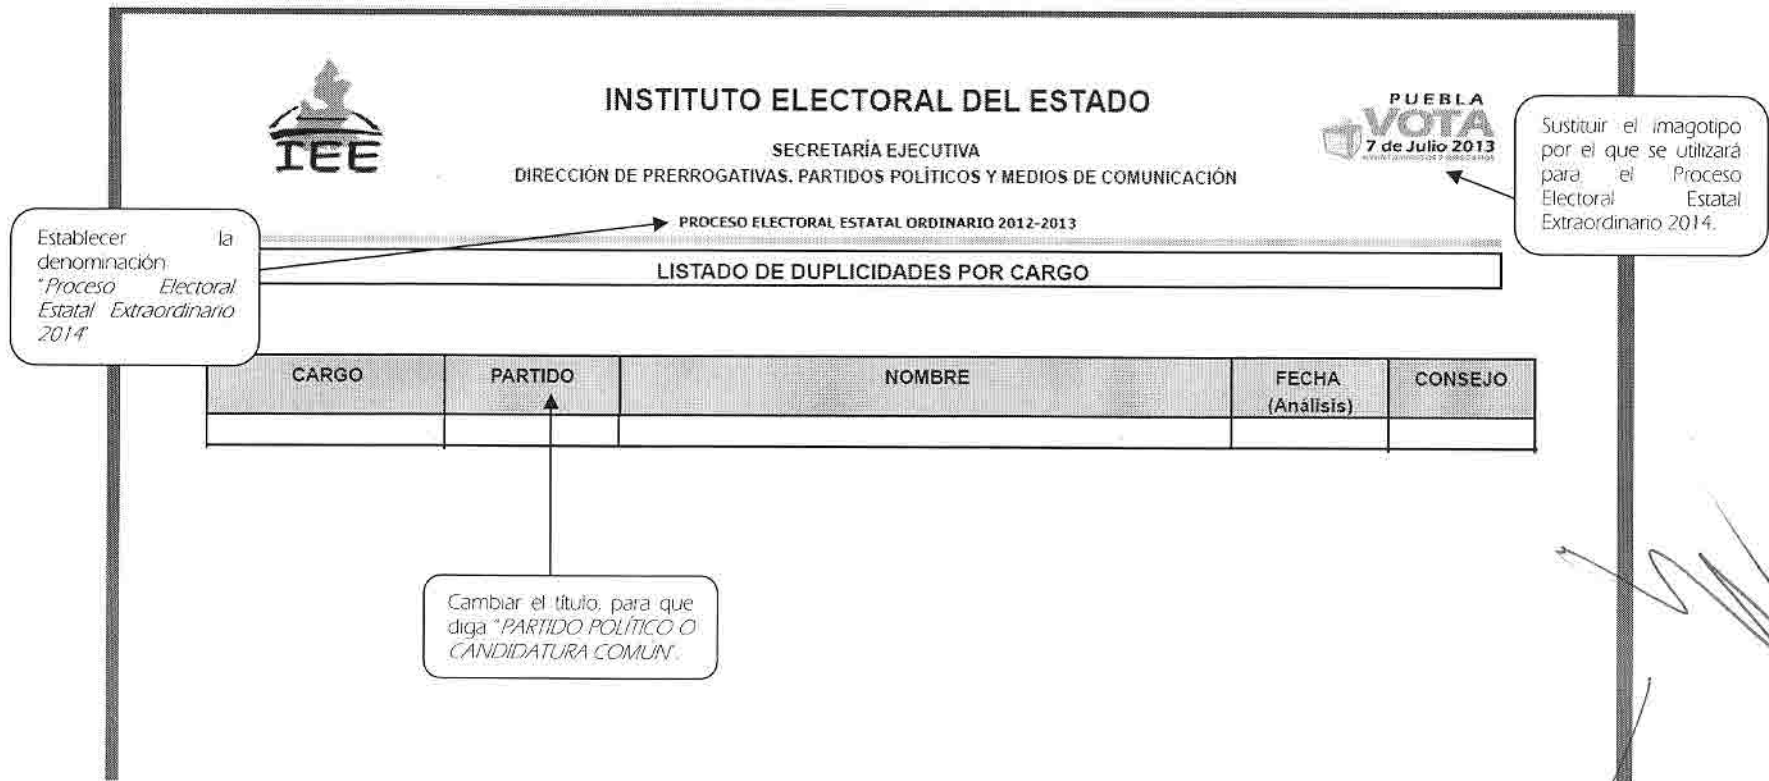 INSTITUTO ELECTORAL DEL ESTADO
IEE
PUEBLA
VOTA
7 de Julio 2013
SECRETARÍA EJECUTIVA
DIRECCIÓN DE PRERROGATIVAS, PARTIDOS POLÍTICOS Y MEDIOS DE COMUNICACIÓN
Sustituir el imagotipo
por el que se utilizará
para el Proceso
Electoral Estatal
Extraordinario 2014.
PROCESO ELECTORAL ESTATAL ORDINARIO 2012-2013
Establecer la
denominación
"Proceso Electoral
Estatal Extraordinario
2014"
LISTADO DE DUPLICIDADES POR CARGO
CARGO PARTIDO NOMBRE FECHA CONSEJO
(Análisis)
Cambiar el título, para que
diga "PARTIDO POLÍTICO O
CANDIDATURA COMÚN".